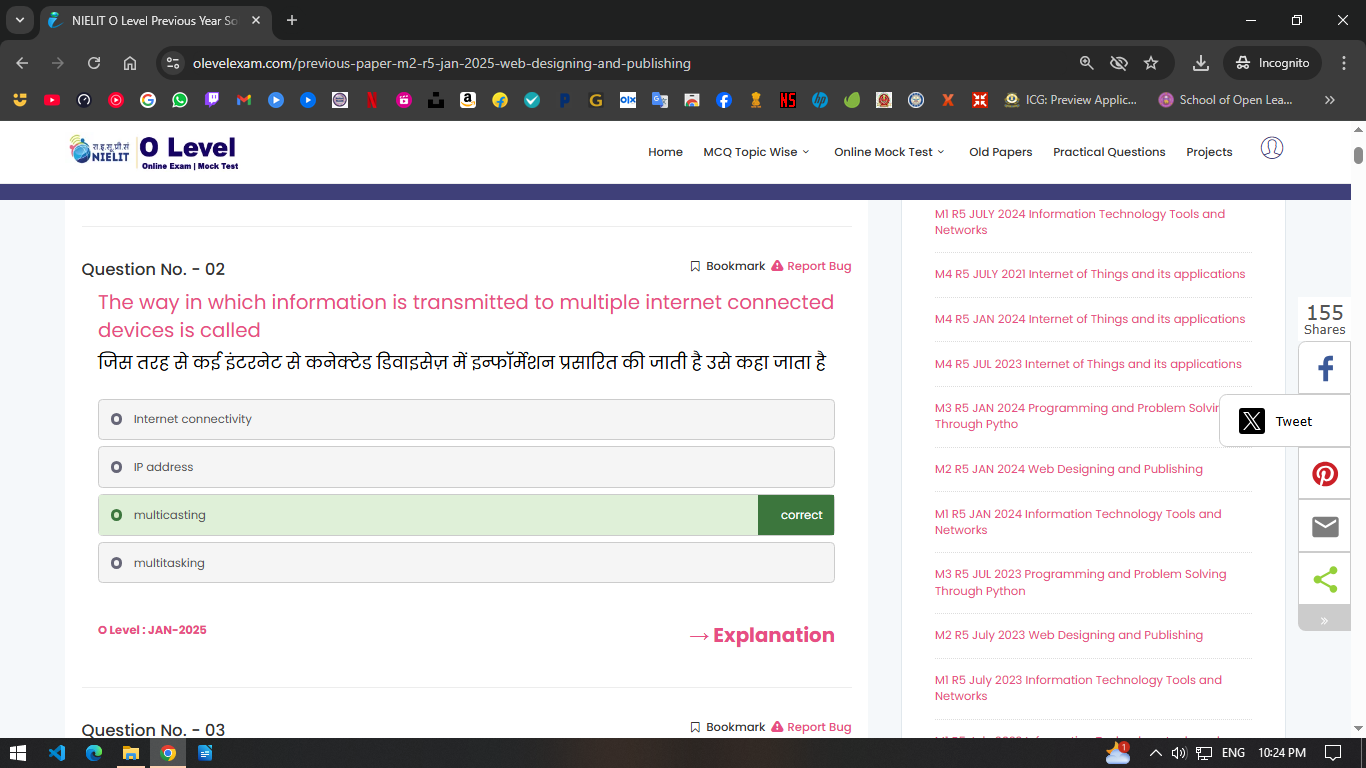 NIELIT O Level Previous Year So
olevelexam.com/previous-paper-m2-r5-jan-2025-web-designing-and-publishing
Incognito
ICG: Preview Applic...
School of Open Lea...
NIELIT
O Level
Online Exam | Mock Test
Home
MCQ Topic Wise
Online Mock Test
Old Papers
Practical Questions
Projects
Question No. - 02
Bookmark
Report Bug
The way in which information is transmitted to multiple internet connected
devices is called
जिस तरह से कई इंटरनेट से कनेक्टेड डिवाइसेज़ में इन्फॉर्मेशन प्रसारित की जाती है उसे कहा जाता है
Internet connectivity
IP address
multicasting
correct
multitasking
O Level : JAN-2025
→ Explanation
Question No. - 03
Bookmark
Report Bug
M1 R5 JULY 2024 Information Technology Tools and
Networks
M4 R5 JULY 2021 Internet of Things and its applications
M4 R5 JAN 2024 Internet of Things and its applications
M4 R5 JUL 2023 Internet of Things and its applications
M3 R5 JAN 2024 Programming and Problem Solvin
Through Pytho
M2 R5 JAN 2024 Web Designing and Publishing
M1 R5 JAN 2024 Information Technology Tools and
Networks
M3 R5 JUL 2023 Programming and Problem Solving
Through Python
M2 R5 July 2023 Web Designing and Publishing
M1 R5 July 2023 Information Technology Tools and
Networks
155
Shares
Tweet
»
ENG
10:24 PM